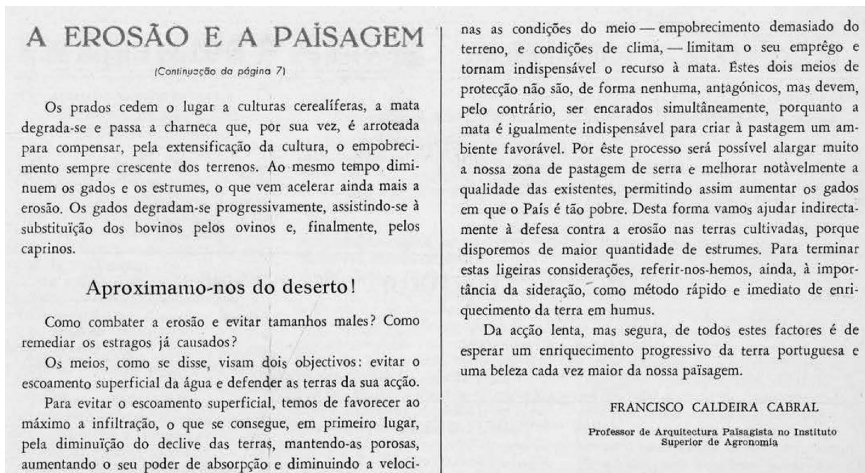 A EROSÃO E A PAÏSAGEM
(Continuação da página 7)
Os prados cedem o lugar a culturas cerealíferas, a mata
degrada-se e passa a charneca que, por sua vez, é arroteada
para compensar, pela extensificação da cultura, o empobreci-
mento sempre crescente dos terrenos. Ao mesmo tempo dimi-
nuem os gados e os estrumes, o que vem acelerar ainda mais a
erosão. Os gados degradam-se progressivamente, assistindo-se à
substituïção dos bovinos pelos ovinos e, finalmente, pelos
caprinos.
Aproximamo-nos do deserto!
Como combater a erosão e evitar tamanhos males? Como
remediar os estragos já causados?
Os meios, como se disse, visam dois objectivos: evitar o
escoamento superficial da água e defender as terras da sua acção.
Para evitar o escoamento superficial, temos de favorecer ao
máximo a infiltração, o que se consegue, em primeiro lugar,
pela diminuïção do declive das terras, mantendo-as porosas,
aumentando o seu poder de absorpção e diminuindo a veloci-
nas as condições do meio — empobrecimento demasiado do
terreno, e condições de clima, — limitam o seu emprêgo e
tornam indispensável o recurso à mata. Êstes dois meios de
protecção não são, de forma nenhuma, antagónicos, mas devem,
pelo contrário, ser encarados simultâneamente, porquanto a
mata é igualmente indispensável para criar à pastagem um am-
biente favorável. Por êste processo será possível alargar muito
a nossa zona de pastagem de serra e melhorar notàvelmente a
qualidade das existentes, permitindo assim aumentar os gados
em que o País é tão pobre. Desta forma vamos ajudar indirecta-
mente à defesa contra a erosão nas terras cultivadas, porque
disporemos de maior quantidade de estrumes. Para terminar
estas ligeiras considerações, referir-nos-hemos, ainda, à impor-
tância da sideração, como método rápido e imediato de enri-
quecimento da terra em humus.
Da acção lenta, mas segura, de todos estes factores é de
esperar um enriquecimento progressivo da terra portuguesa e
uma beleza cada vez maior da nossa païsagem.
FRANCISCO CALDEIRA CABRAL
Professor de Arquitectura Païsagista no Instituto
Superior de Agronomia